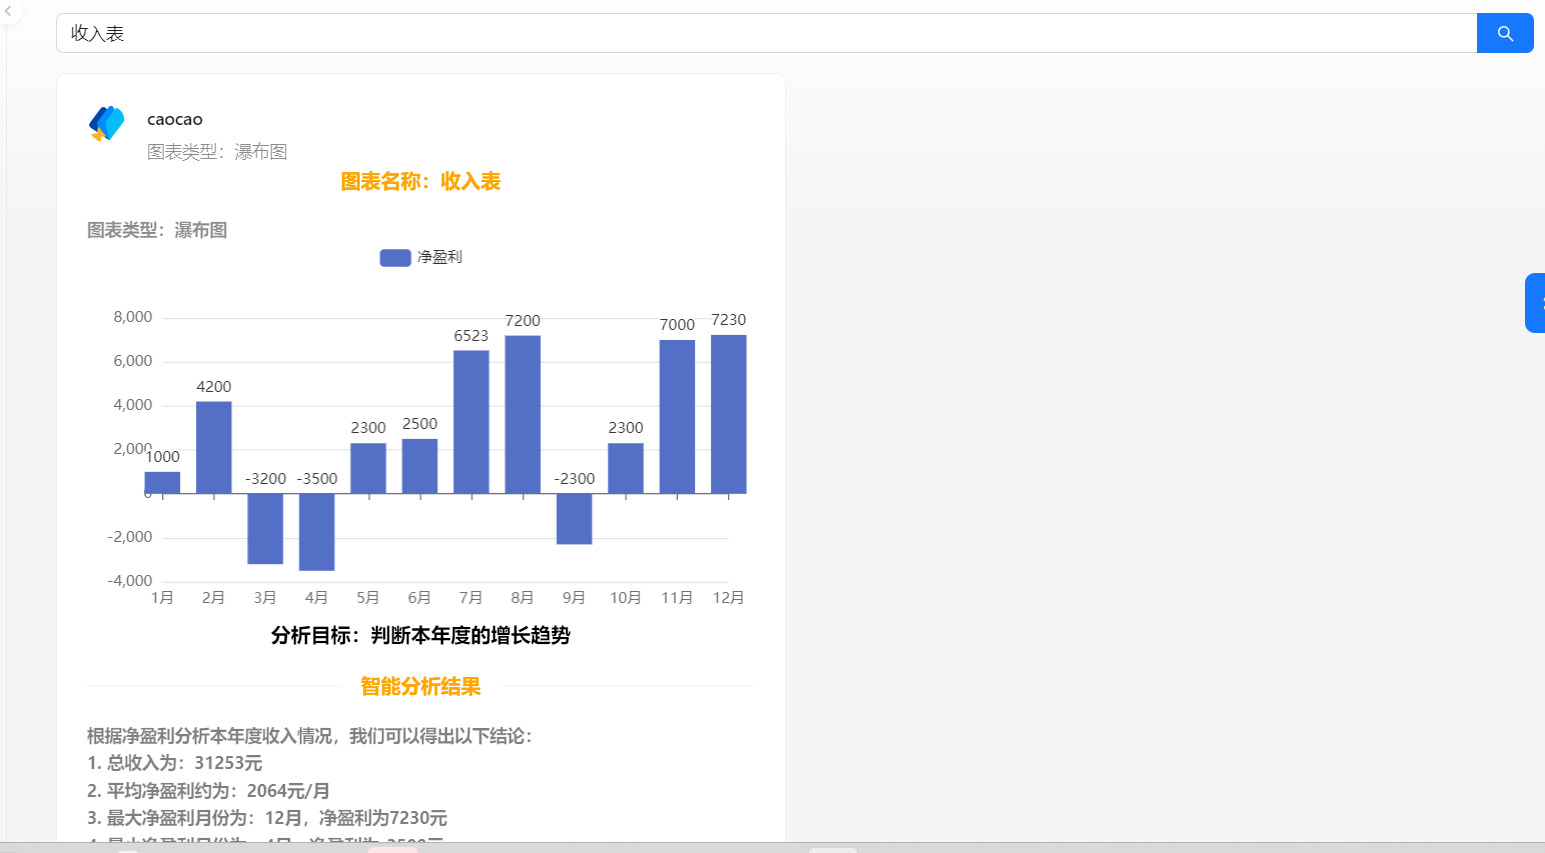 收入表
caocao
图表类型：瀑布图
图表名称：收入表
图表类型：瀑布图
净盈利
8,000
6,000
4,000
2,000
0
-2,000
-4,000
1000
4200
-3200
-3500
2300
2500
6523
7200
-2300
2300
7000
7230
1月 2月 3月 4月 5月 6月 7月 8月 9月 10月 11月 12月
分析目标：判断本年度的增长趋势
智能分析结果
根据净盈利分析本年度收入情况，我们可以得出以下结论：
1. 总收入为：31253元
2. 平均净盈利约为：2064元/月
3. 最大净盈利月份为：12月，净盈利为7230元